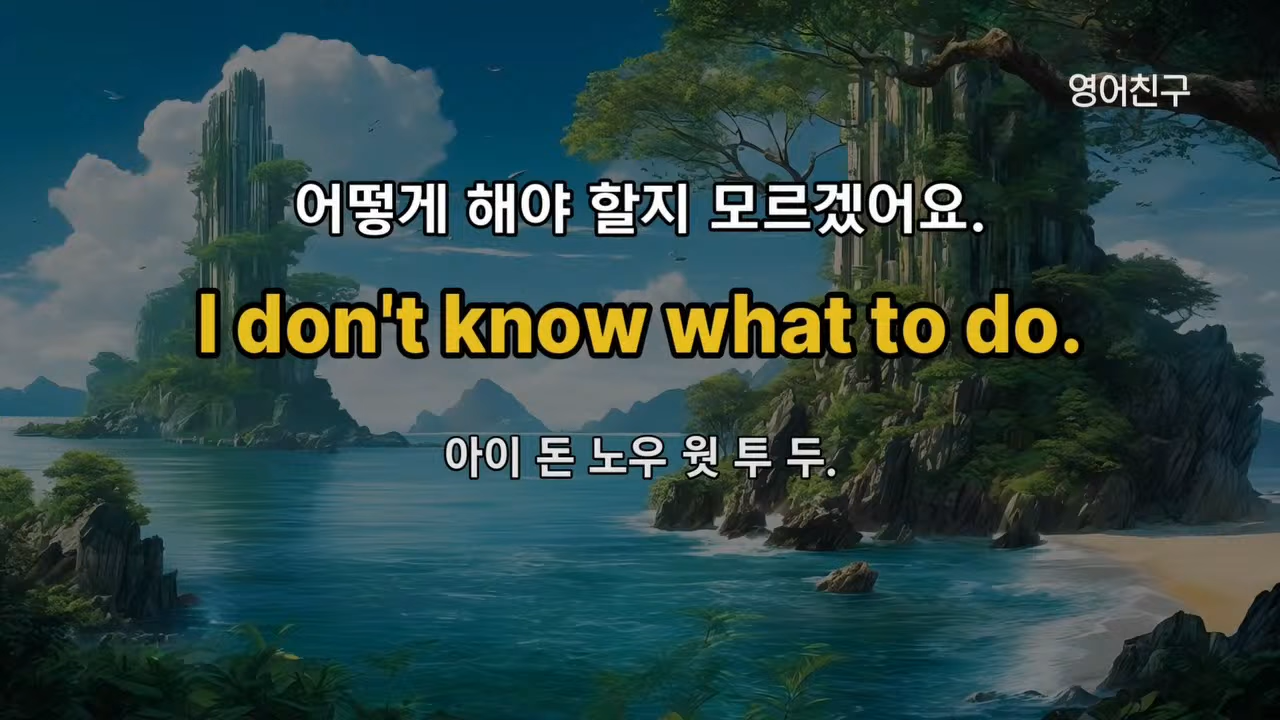 영어친구
어떻게 해야 할지 모르겠어요.
I don't know what to do.
아이 돈 노우 웟 투 두.